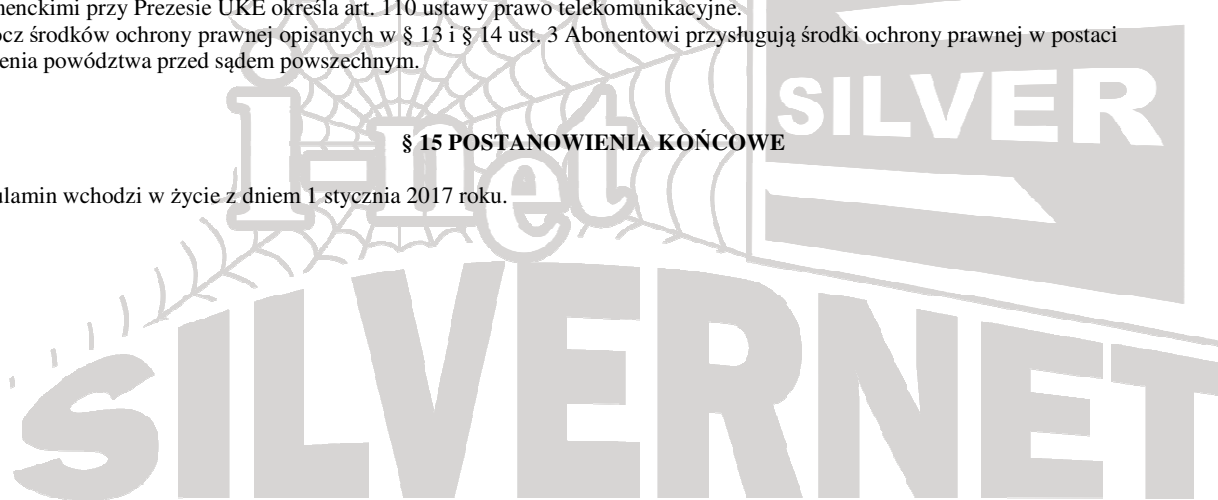 menckimi przy Prezesie UKE określa art. 110 ustawy prawo telekomunikacyjne.
ocz środków ochrony prawnej opisanych w § 13 i § 14 ust. 3 Abonentowi przysługują środki ochrony prawnej w postaci
enia powództwa przed sądem powszechnym.
SILVER
§ 15 POSTANOWIENIA KOŃCOWE
i-net
ulamin wchodzi w życie z dniem 1 stycznia 2017 roku.
SILVERNET